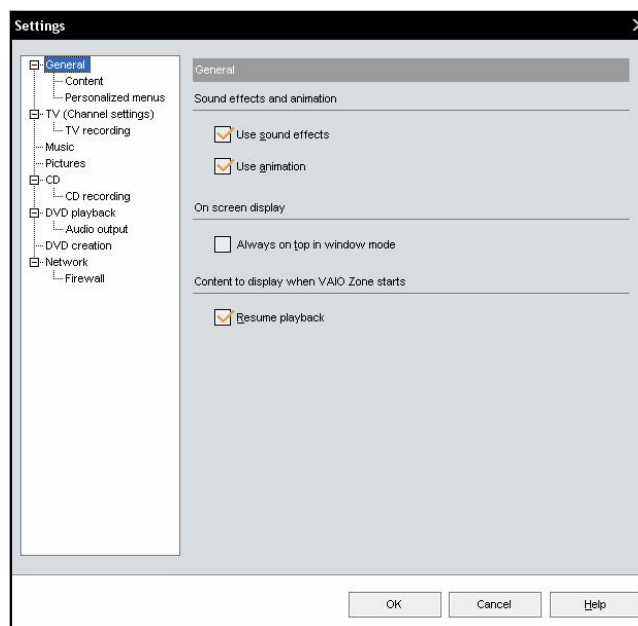 Settings
General
Content
Personalized menus
TV (Channel settings)
TV recording
Music
Pictures
CD
CD recording
DVD playback
Audio output
DVD creation
Network
Firewall
General
Sound effects and animation
Use sound effects
Use animation
On screen display
Always on top in window mode
Content to display when VAIO Zone starts
Resume playback
OK
Cancel
Help